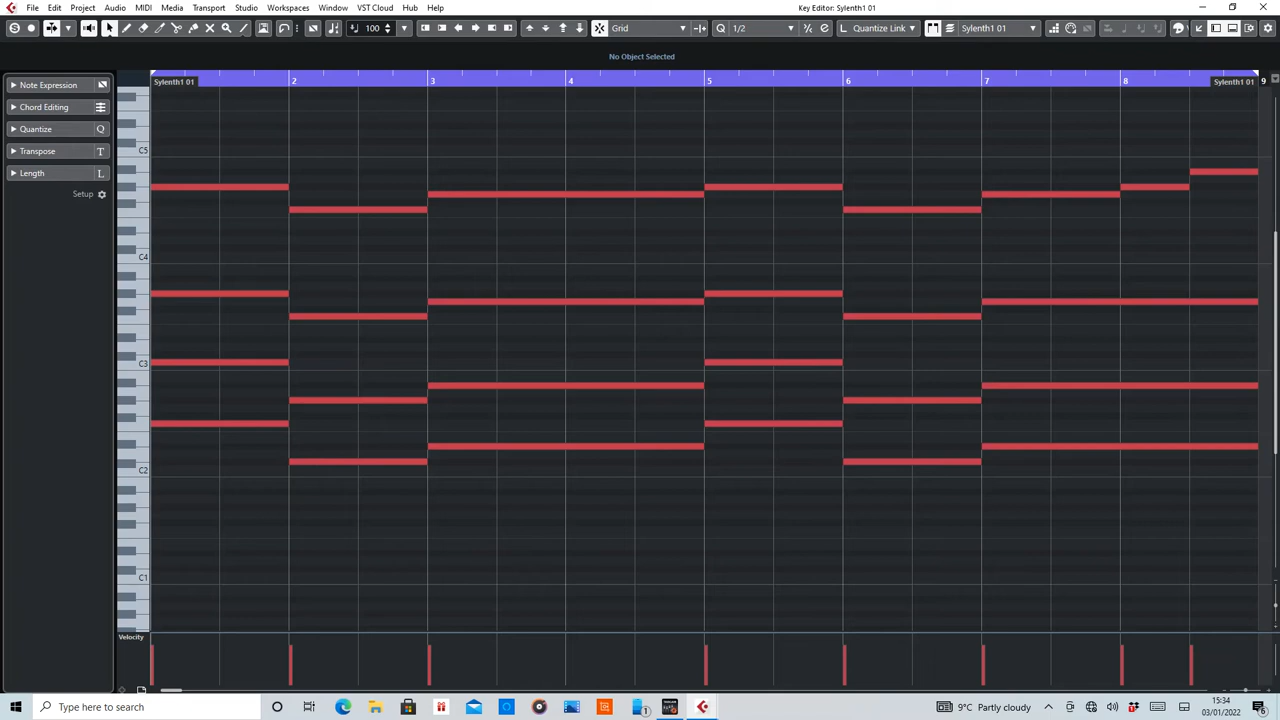 File Edit Project Audio MIDI Media Transport Studio Workspaces Window VST Cloud Hub Help
Key Editor: Sylenth1 01
100 Grid 1/2 Quantize Link Sylenth1 01
No Object Selected
2 3 4 5 6 7 8 9
Sylenth1 01 Sylenth1 01
Note Expression
Chord Editing
Quantize Q
Transpose T
Length L
Setup
C5
C4
C3
C2
C1
Velocity
Type here to search
9°C Partly cloudy
15:34
03/01/2022